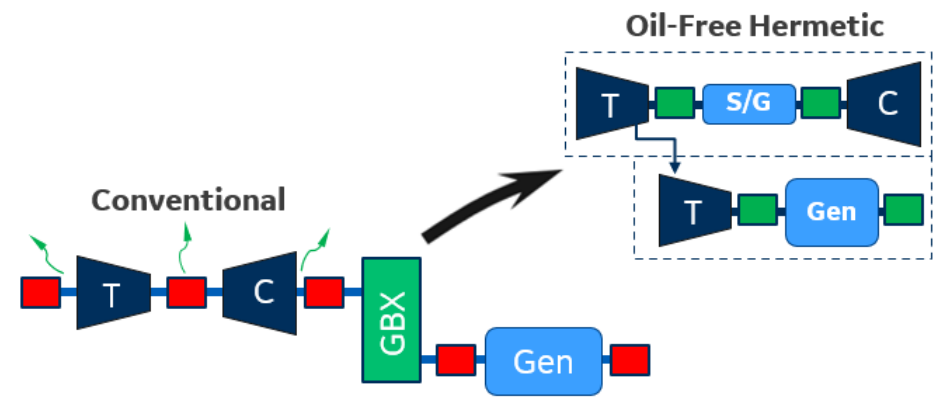 Oil-Free Hermetic
T
S/G
C
T
Gen
Conventional
T
C
GBX
Gen